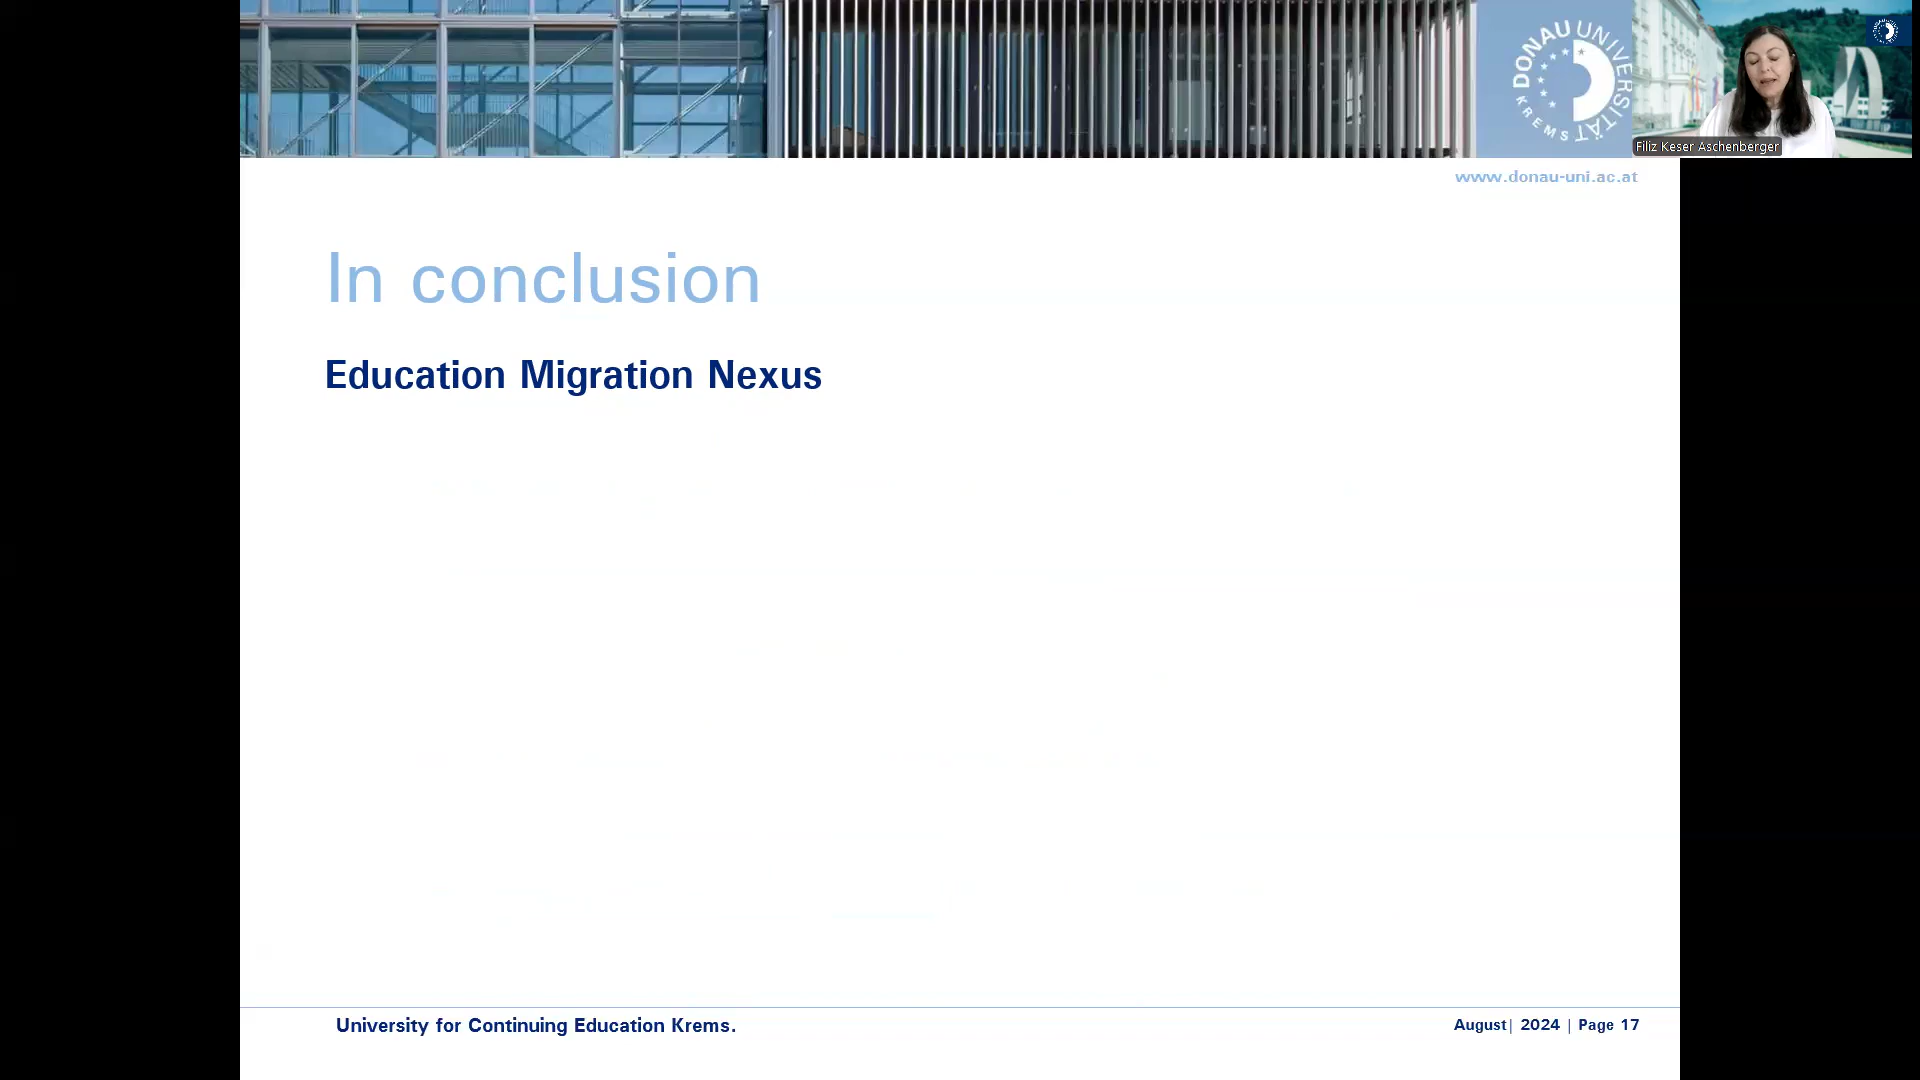 DONAU UNIVERSITÄT KREMS
Filiz Keser Aschenberger
www.donau-uni.ac.at
In conclusion
Education Migration Nexus
University for Continuing Education Krems.
August| 2024 | Page 17